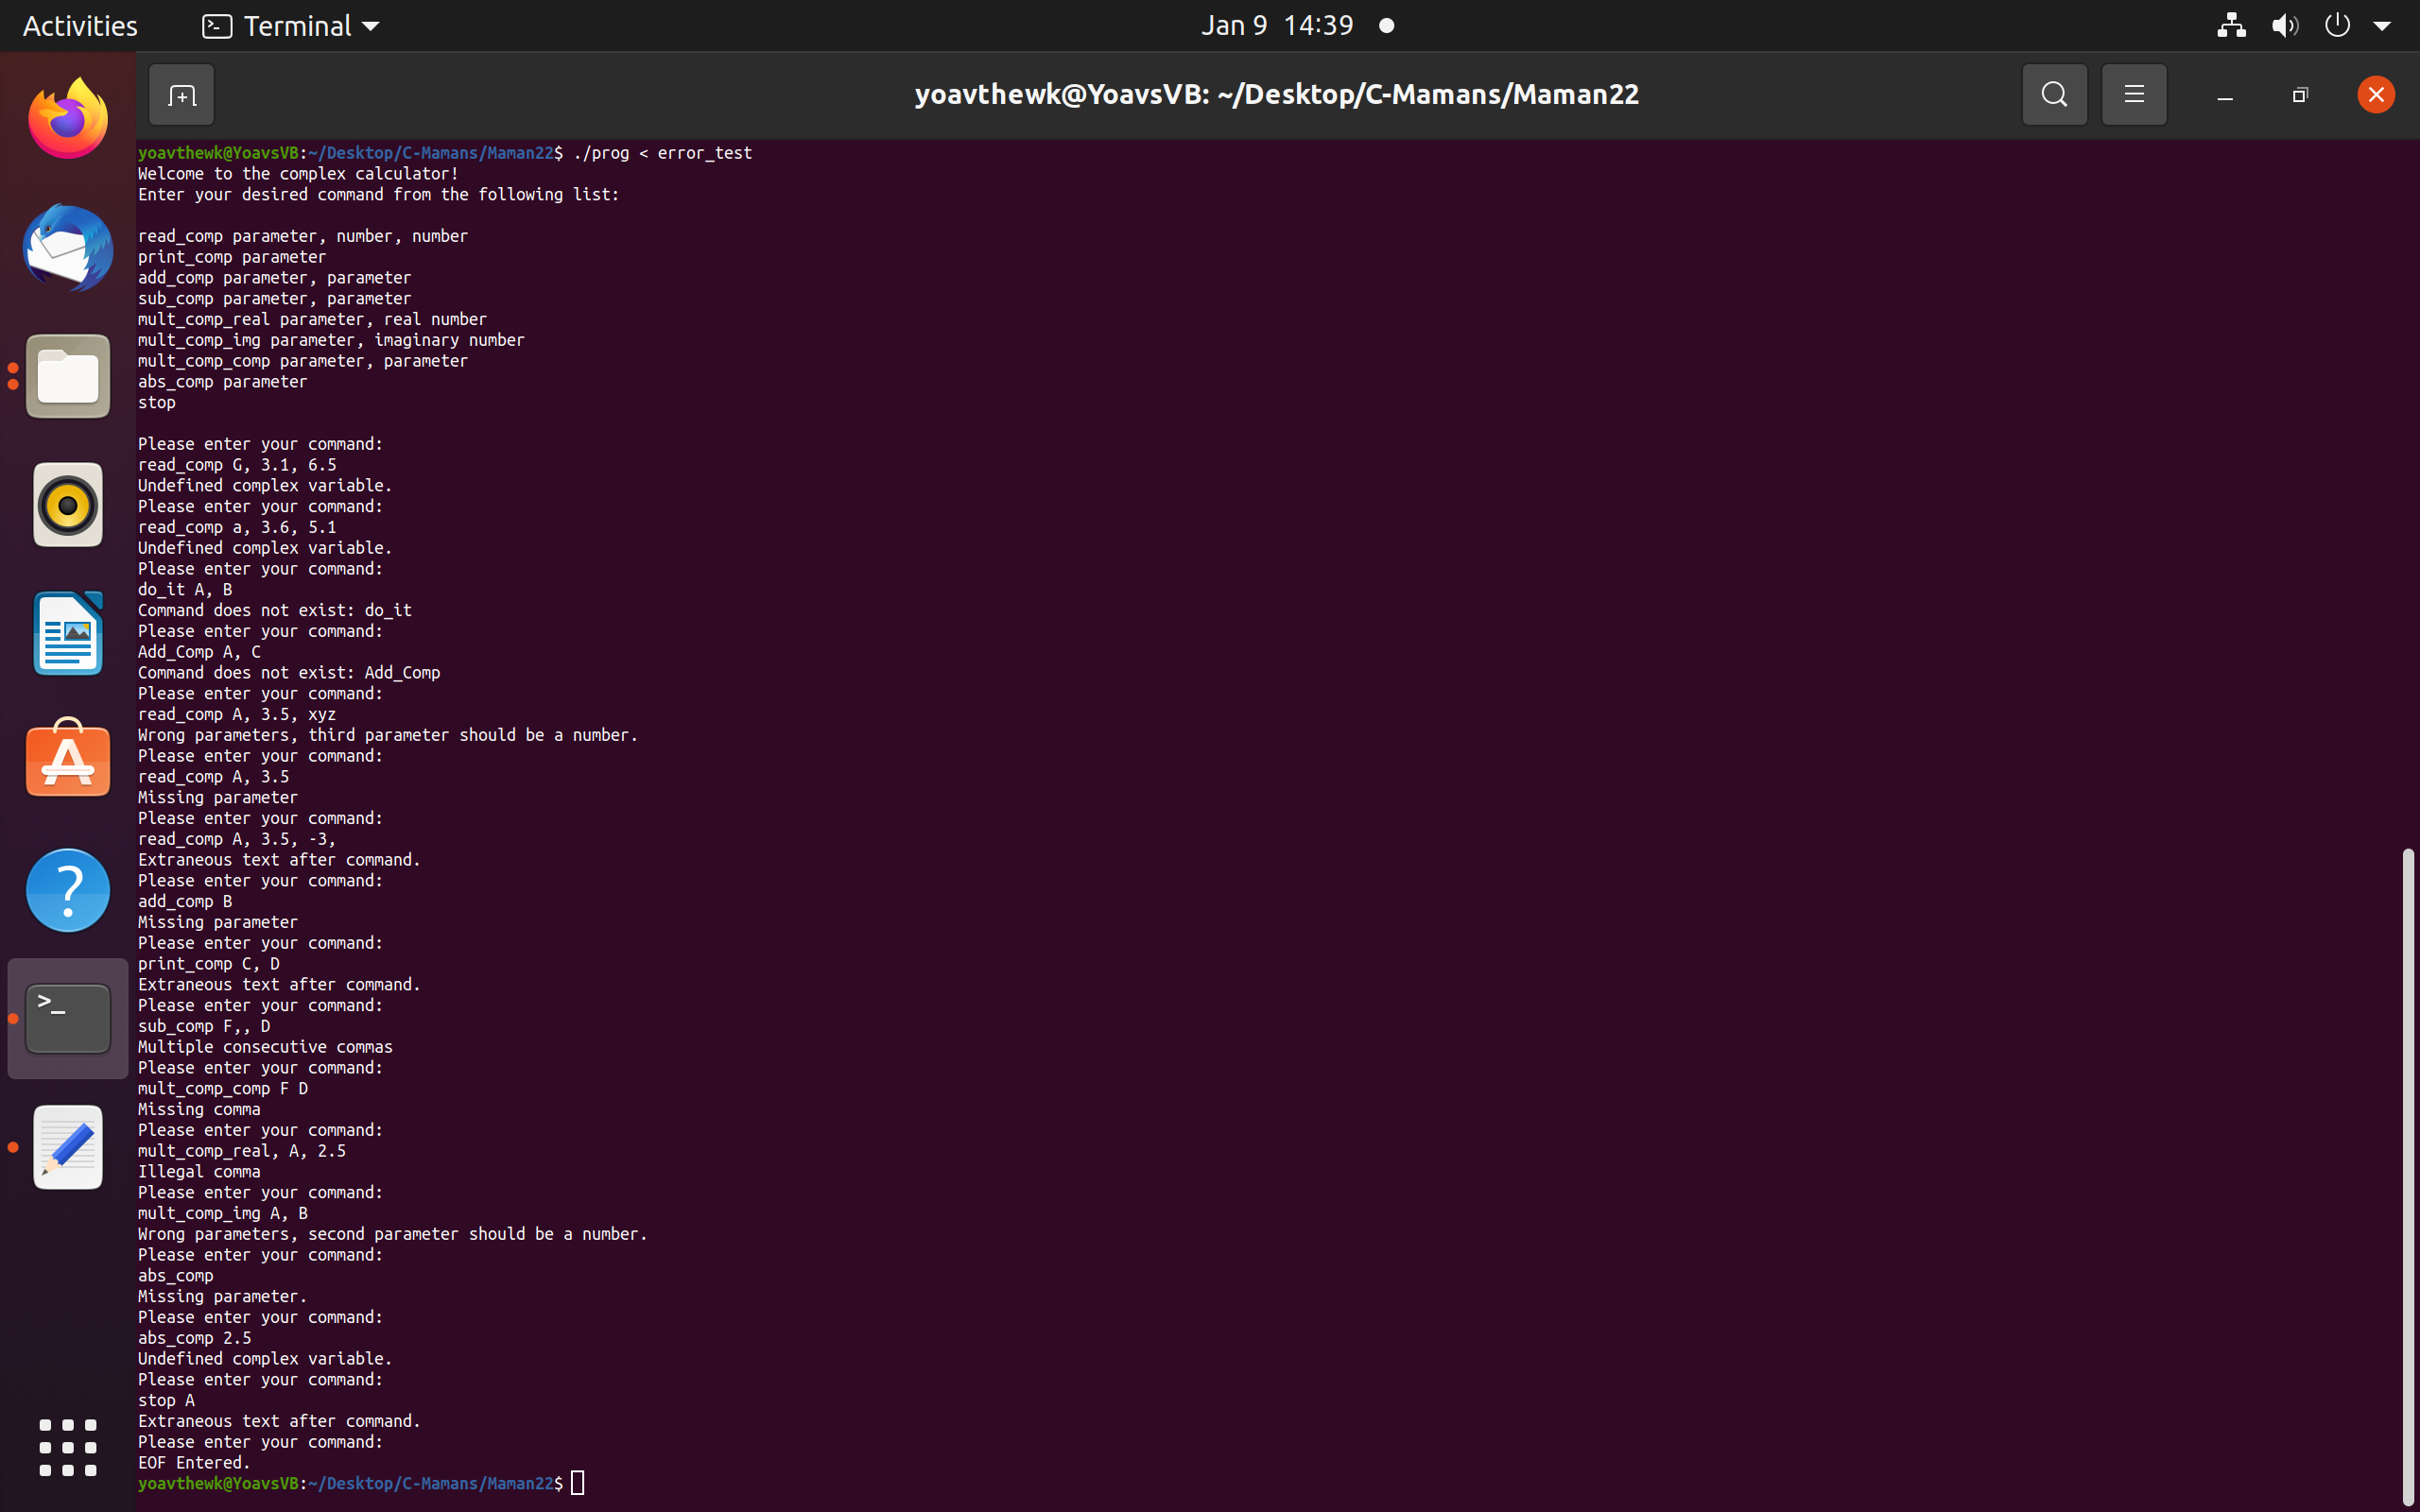 Activities
Terminal
Jan 9 14:39
yoavthewk@YoavsVB: ~/Desktop/C-Mamans/Maman22
yoavthewk@YoavsVB:~/Desktop/C-Mamans/Maman22$ ./prog < error_test
Welcome to the complex calculator!
Enter your desired command from the following list:
read_comp parameter, number, number
print_comp parameter
add_comp parameter, parameter
sub_comp parameter, parameter
mult_comp_real parameter, real number
mult_comp_img parameter, imaginary number
mult_comp_comp parameter, parameter
abs_comp parameter
stop
Please enter your command:
read_comp G, 3.1, 6.5
Undefined complex variable.
Please enter your command:
read_comp a, 3.6, 5.1
Undefined complex variable.
Please enter your command:
do_it A, B
Command does not exist: do_it
Please enter your command:
Add_Comp A, C
Command does not exist: Add_Comp
Please enter your command:
read_comp A, 3.5, xyz
Wrong parameters, third parameter should be a number.
Please enter your command:
read_comp A, 3.5
Missing parameter
Please enter your command:
read_comp A, 3.5, -3,
Extraneous text after command.
Please enter your command:
add_comp B
Missing parameter
Please enter your command:
print_comp C, D
Extraneous text after command.
Please enter your command:
sub_comp F,, D
Multiple consecutive commas
Please enter your command:
mult_comp_comp F D
Missing comma
Please enter your command:
mult_comp_real, A, 2.5
Illegal comma
Please enter your command:
mult_comp_img A, B
Wrong parameters, second parameter should be a number.
Please enter your command:
abs_comp
Missing parameter.
Please enter your command:
abs_comp 2.5
Undefined complex variable.
Please enter your command:
stop A
Extraneous text after command.
Please enter your command:
EOF Entered.
yoavthewk@YoavsVB:~/Desktop/C-Mamans/Maman22$